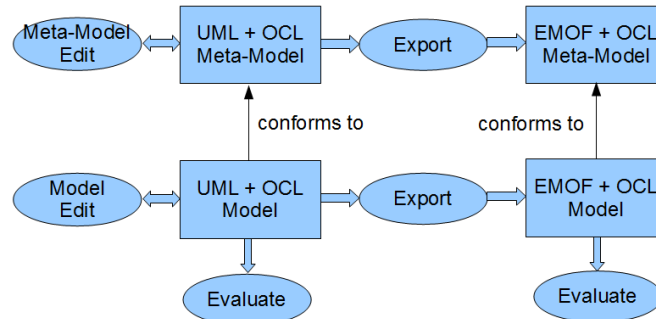 Meta-Model
Edit
UML + OCL
Meta-Model
Export
EMOF + OCL
Meta-Model
conforms to
conforms to
Model
Edit
UML + OCL
Model
Export
EMOF + OCL
Model
Evaluate
Evaluate